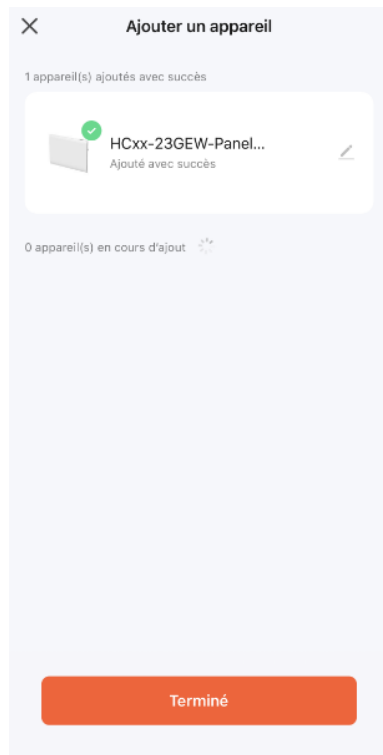 Ajouter un appareil
1 appareil(s) ajoutés avec succès
HCxx-23GEW-Panel...
Ajouté avec succès
0 appareil(s) en cours d'ajout
Terminé